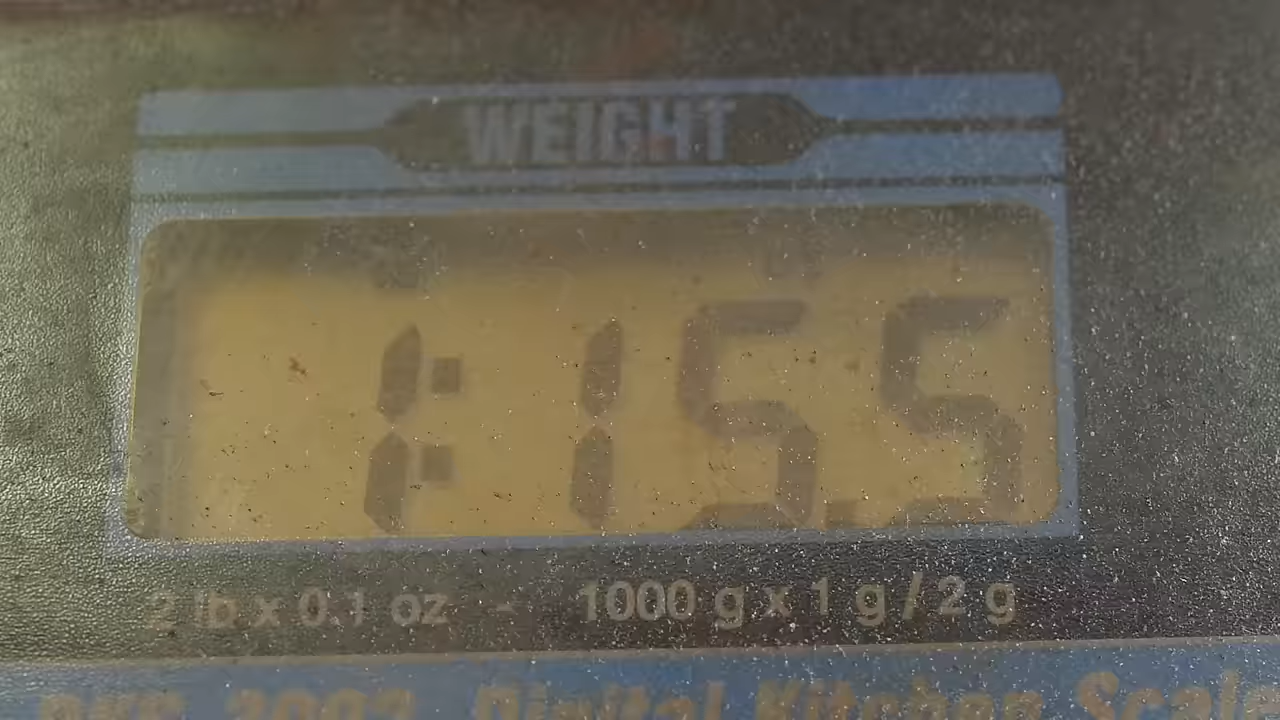 WEIGHT
1:15.5
2 lb x 0.1 oz - 1000 g x 1 g / 2 g
Digital Kitchen Scale